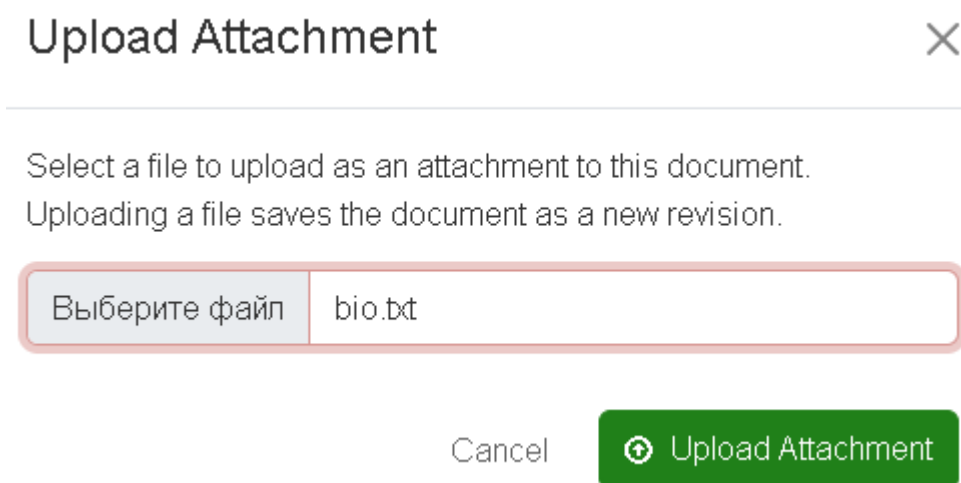 Upload Attachment
Select a file to upload as an attachment to this document.
Uploading a file saves the document as a new revision.
Выберите файл bio.txt
Cancel Upload Attachment